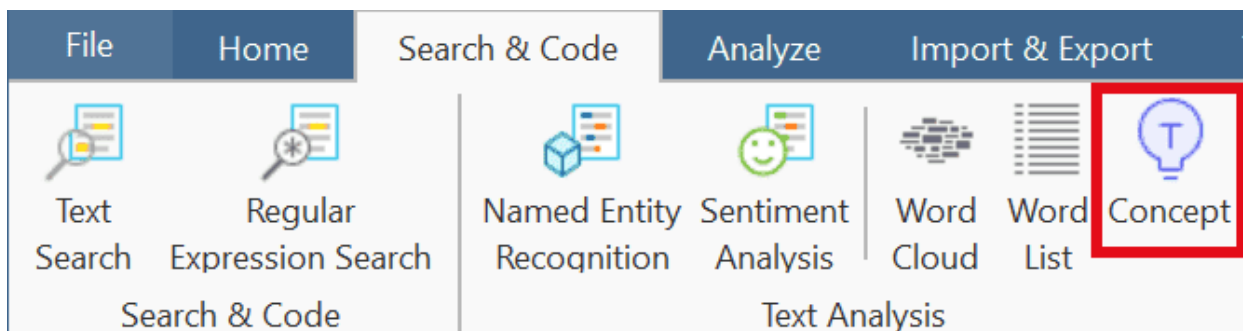 File Home Search & Code Analyze Import & Export
Text Regular Named Entity Sentiment Word Word Concept
Search Expression Search Recognition Analysis Cloud List
Search & Code Text Analysis